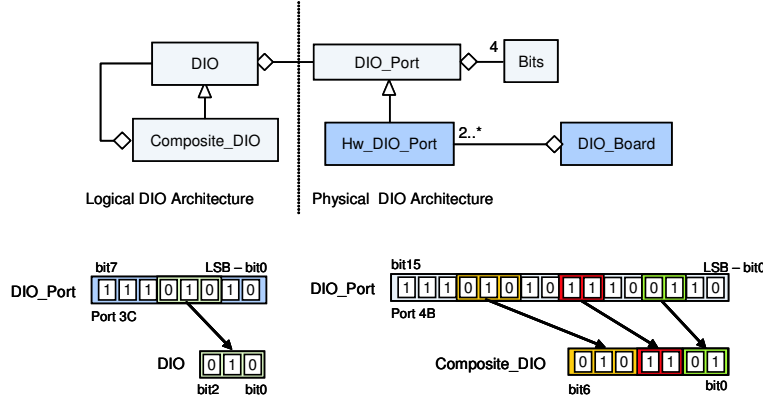 4
DIO
DIO_Port
Bits
2..*
Composite_DIO
Hw_DIO_Port
DIO_Board
Logical DIO Architecture
Physical DIO Architecture
bit7
LSB – bit0
DIO_Port
1 1 1 0 1 0 1 0
Port 3C
DIO
0 1 0
bit2
bit0
bit15
LSB – bit0
DIO_Port
1 1 1 0 1 0 1 0 1 1 1 0 0 1 1 0
Port 4B
Composite_DIO
0 1 0 1 1 0 1
bit6
bit0